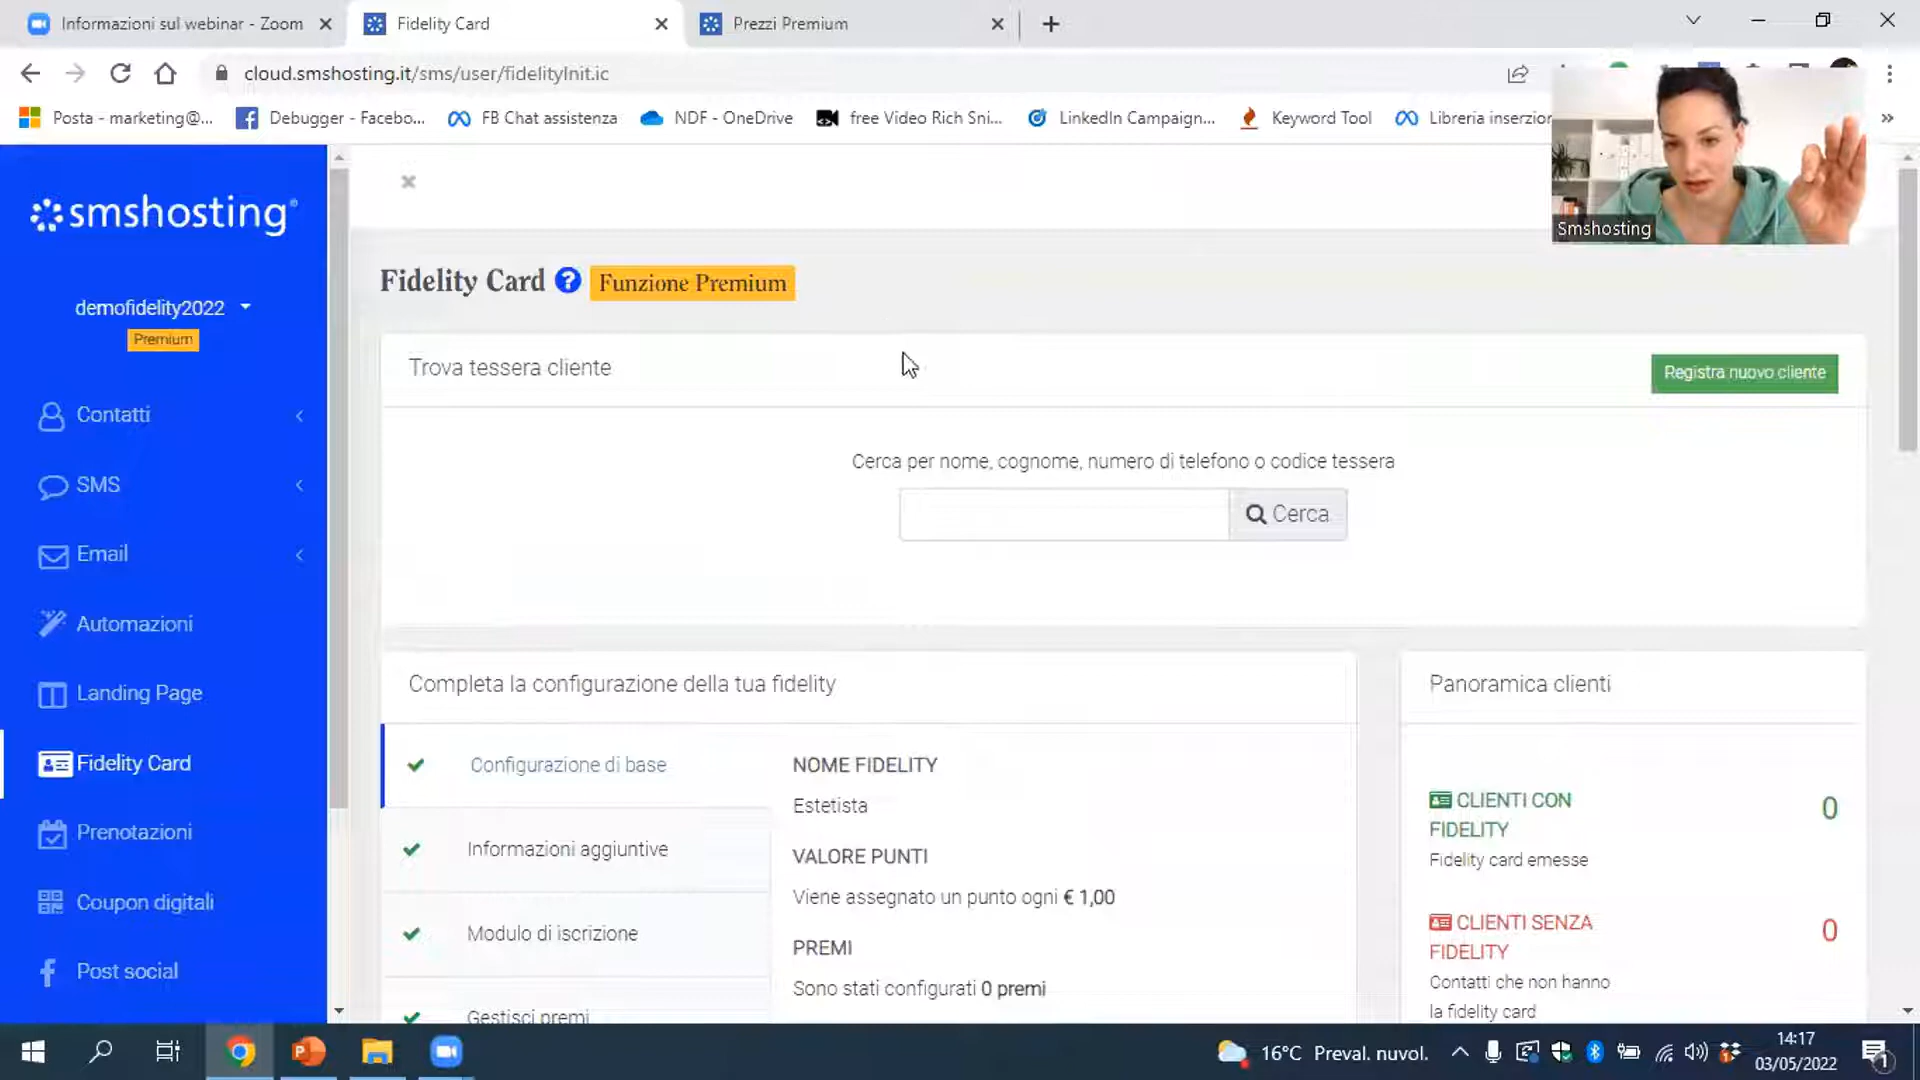 Informazioni sul webinar - Zoom
Fidelity Card
Prezzi Premium
cloud.smshosting.it/sms/user/fidelityInit.ic
Posta - marketing@...
Debugger - Facebo...
FB Chat assistenza
NDF - OneDrive
free Video Rich Sni...
LinkedIn Campaign...
Keyword Tool
Libreria inserzion
»
Smshosting
smshosting®
demofidelity2022
Premium
Contatti
SMS
Email
Automazioni
Landing Page
Fidelity Card
Prenotazioni
Coupon digitali
Post social
Fidelity Card ? Funzione Premium
Trova tessera cliente
Registra nuovo cliente
Cerca per nome, cognome, numero di telefono o codice tessera
Cerca
Completa la configurazione della tua fidelity
Configurazione di base
Informazioni aggiuntive
Modulo di iscrizione
Gestisci premi
NOME FIDELITY
Estetista
VALORE PUNTI
Viene assegnato un punto ogni € 1,00
PREMI
Sono stati configurati 0 premi
Panoramica clienti
CLIENTI CON
FIDELITY
0
Fidelity card emesse
CLIENTI SENZA
FIDELITY
0
Contatti che non hanno
la fidelity card
16°C Preval. nuvol.
14:17
03/05/2022
1